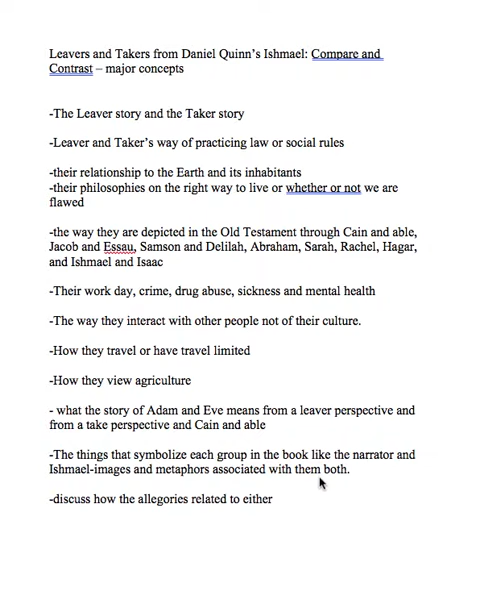 Leavers and Takers from Daniel Quinn's Ishmael: Compare and
Contrast – major concepts
-The Leaver story and the Taker story
-Leaver and Taker's way of practicing law or social rules
-their relationship to the Earth and its inhabitants
-their philosophies on the right way to live or whether or not we are
flawed
-the way they are depicted in the Old Testament through Cain and able,
Jacob and Essau, Samson and Delilah, Abraham, Sarah, Rachel, Hagar,
and Ishmael and Isaac
-Their work day, crime, drug abuse, sickness and mental health
-The way they interact with other people not of their culture.
-How they travel or have travel limited
-How they view agriculture
- what the story of Adam and Eve means from a leaver perspective and
from a take perspective and Cain and able
-The things that symbolize each group in the book like the narrator and
Ishmael-images and metaphors associated with them both.
-discuss how the allegories related to either